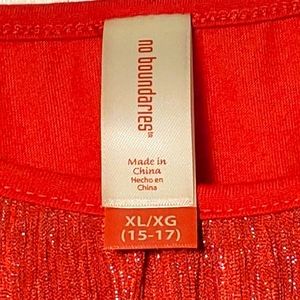 no boundaries
Made in
China
Hecho en
China
XL/XG
(15-17)